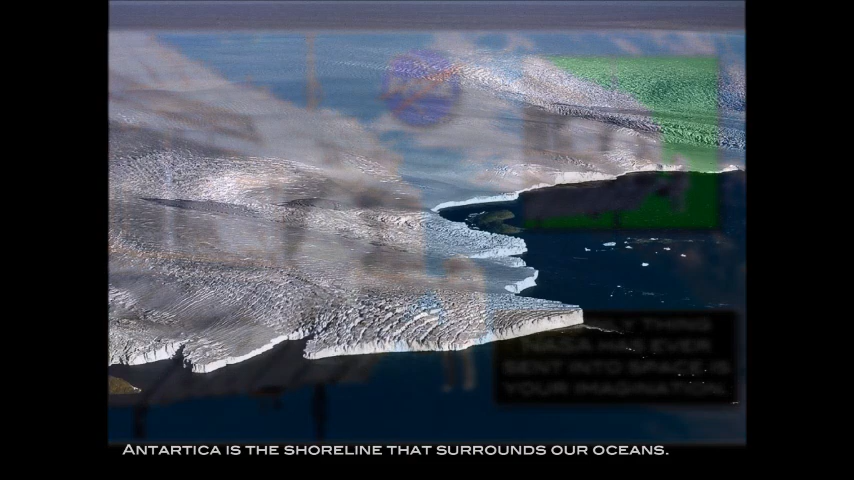 Y THING
NASA HAS EVER
SENT INTO SPACE IS
YOUR IMAGINATION.
Antartica is the shoreline that surrounds our oceans.